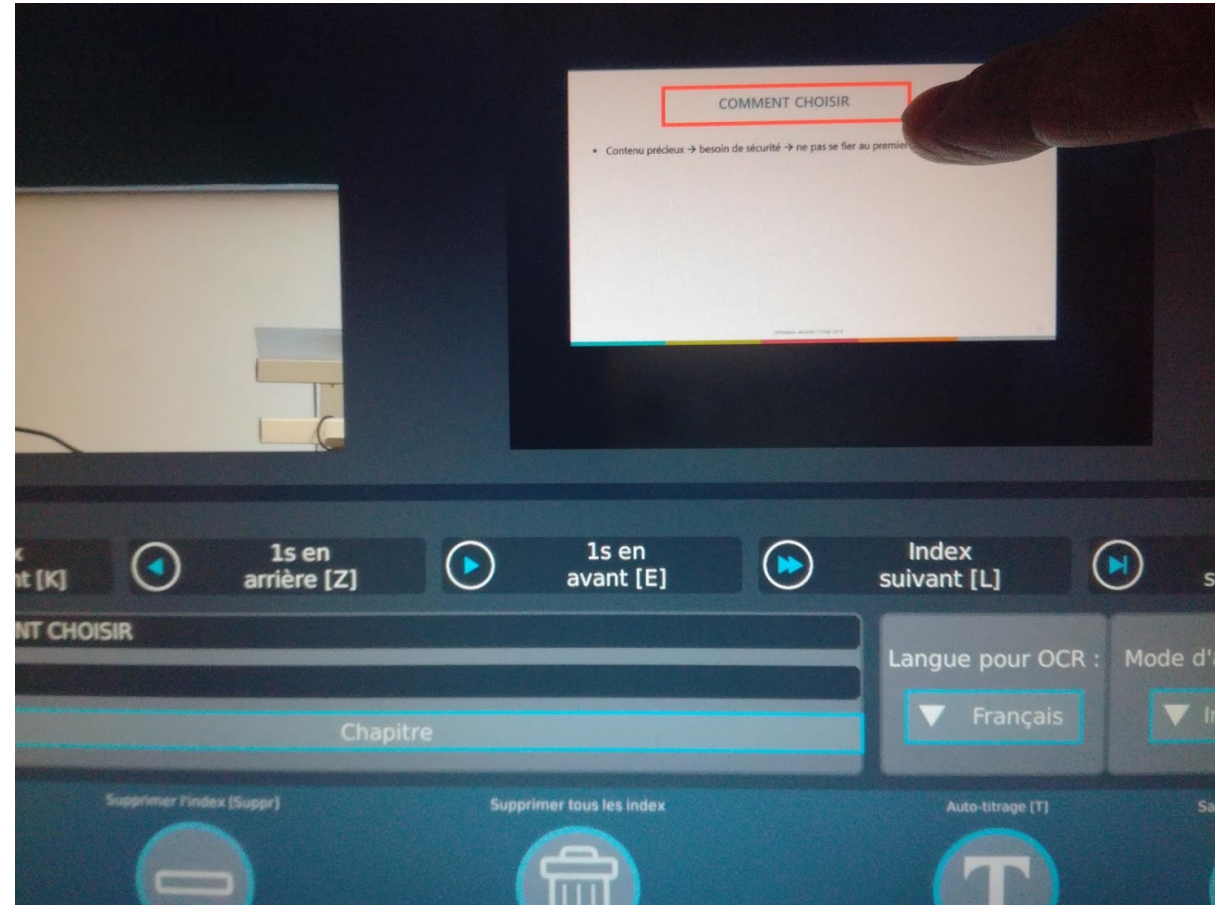 COMMENT CHOISIR
• Contenu précieux → besoin de sécurité → ne pas se fier au premier
1s en
arrière [Z]
1s en
avant [E]
Index
suivant [L]
nt [K]
NT CHOISIR
Langue pour OCR :
Mode d'a
Français
Chapitre
Supprimer l'index [Suppr]
Supprimer tous les index
Auto-titrage [T]
Sa
T